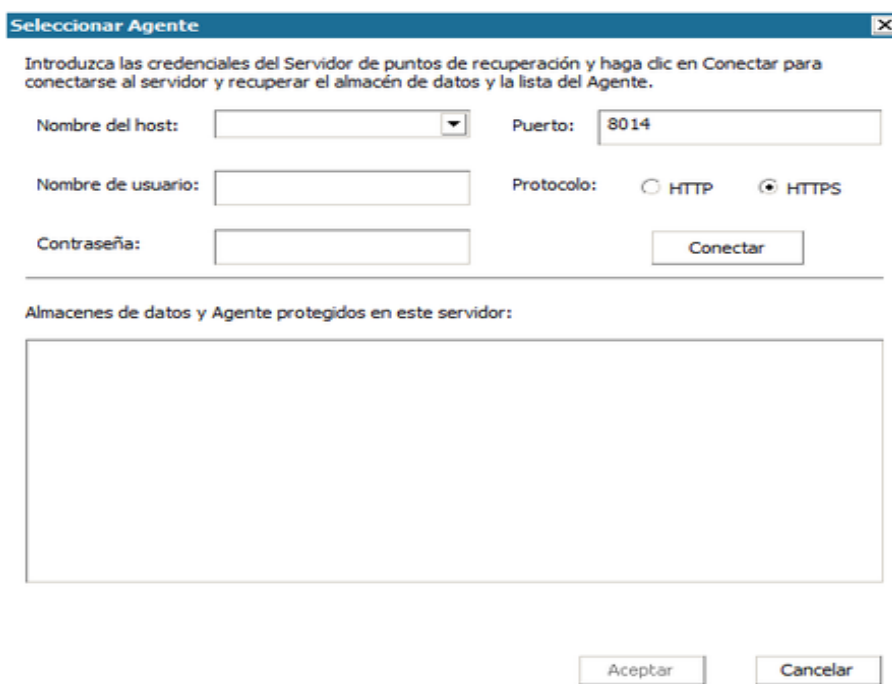 Seleccionar Agente
Introduzca las credenciales del Servidor de puntos de recuperación y haga clic en Conectar para
conectarse al servidor y recuperar el almacén de datos y la lista del Agente.
Nombre del host:
Puerto: 8014
Nombre de usuario:
Protocolo: HTTP HTTPS
Contraseña:
Conectar
Almacenes de datos y Agente protegidos en este servidor:
Aceptar Cancelar